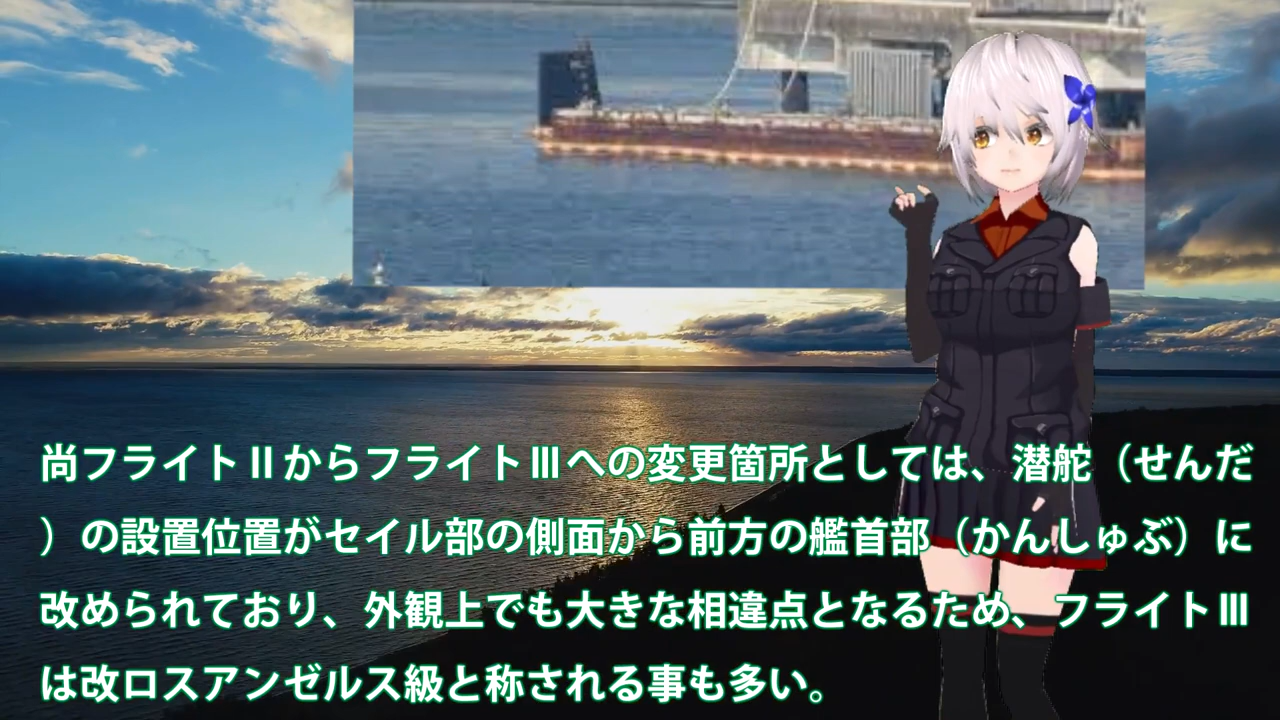 尚フライトⅡからフライトⅢへの変更箇所としては、潜舵（せんだ
）の設置位置がセイル部の側面から前方の艦首部（かんしゅぶ）に
改められており、外観上でも大きな相違点となるため、フライトⅢ
は改ロスアンゼルス級と称される事も多い。